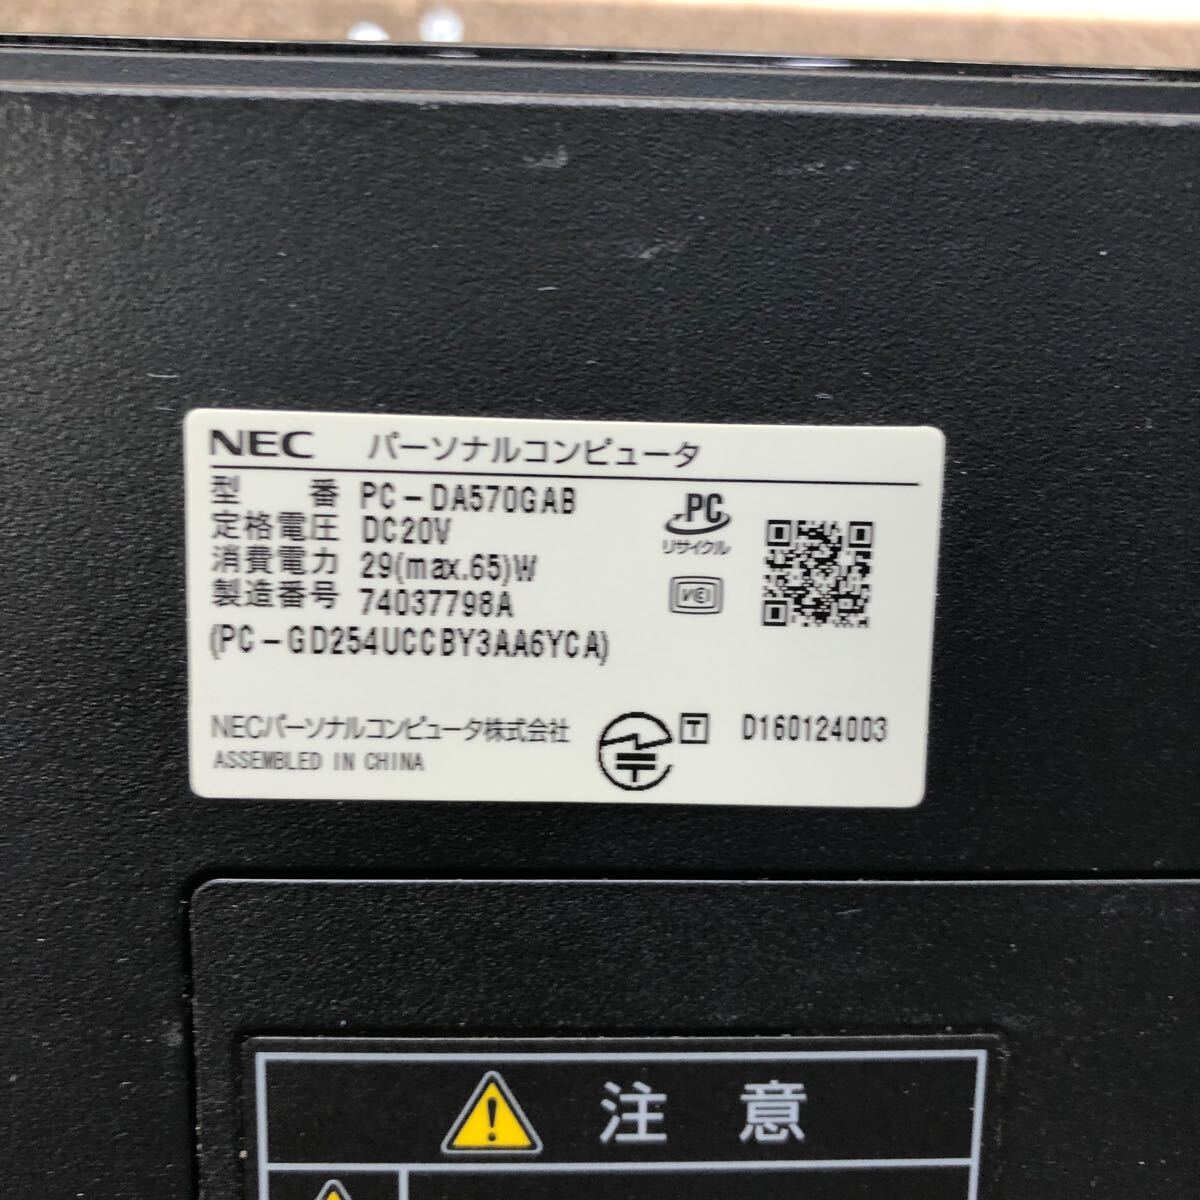 NEC パーソナルコンピュータ
型番 PC-DA570GAB
定格電圧 DC20V
消費電力 29(max.65)W
製造番号 74037798A
(PC-GD254UCCBY3AA6YCA)
PC
リサイクル
VCCI
NECパーソナルコンピュータ株式会社
ASSEMBLED IN CHINA
T D160124003
注意